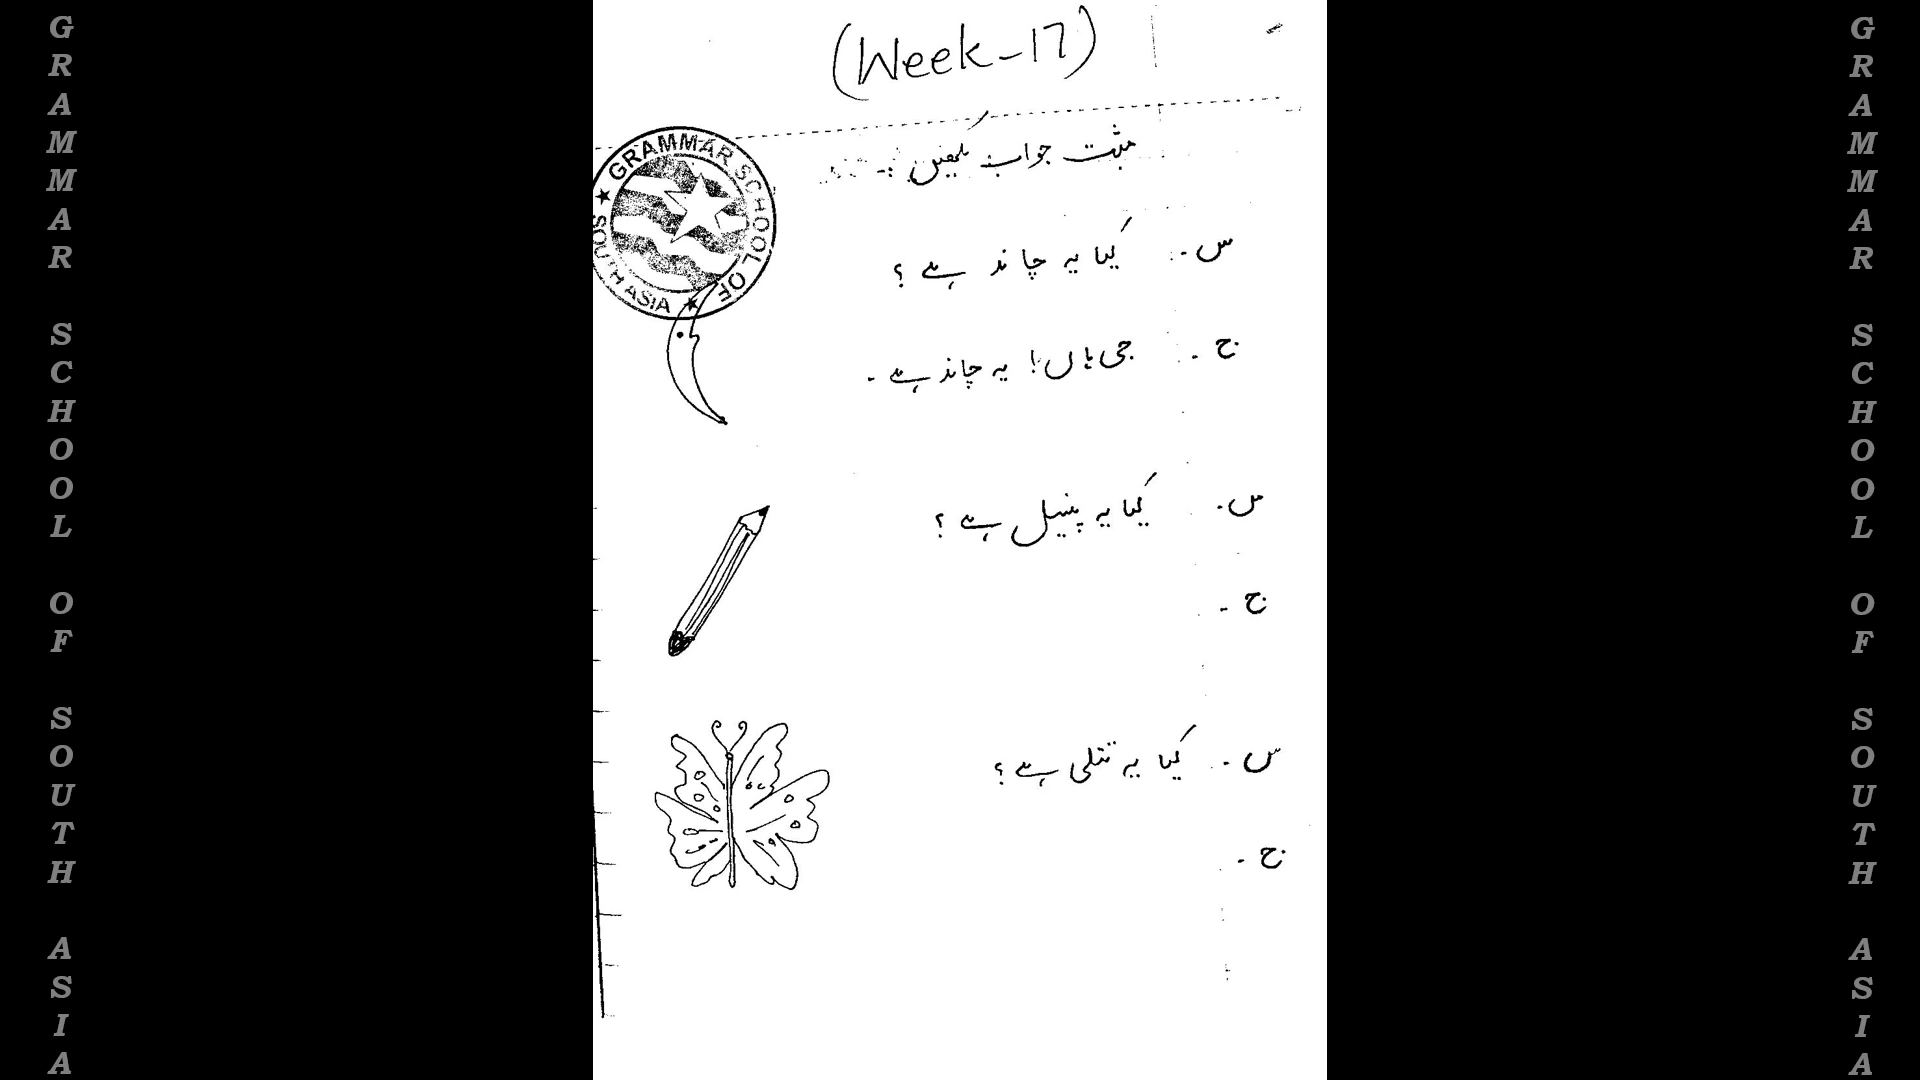 GRAMMAR SCHOOL OF SOUTH ASIA
(Week-17)
GRAMMAR SCHOOL OF SOUTH ASIA
مثبت جواب لکھیں :-
س - کیا یہ چاند ہے ؟
ج - جی ہاں! یہ چاند ہے -
س - کیا یہ پنسل ہے ؟
ج -
س - کیا یہ تتلی ہے ؟
ج -
GRAMMAR SCHOOL OF SOUTH ASIA